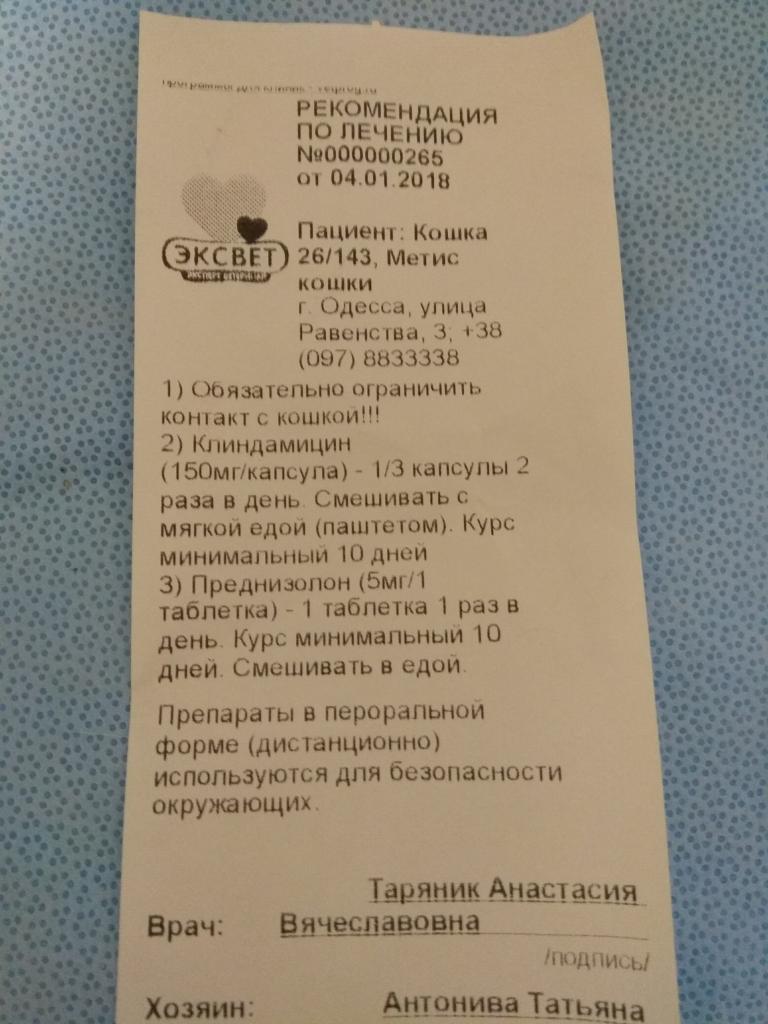 РЕКОМЕНДАЦИЯ
ПО ЛЕЧЕНИЮ
№000000265
от 04.01.2018
ЭКСВЕТ
Пациент: Кошка
26/143, Метис
кошки
г. Одесса, улица
Равенства, 3; +38
(097) 8833338
1) Обязательно ограничить
контакт с кошкой!!!
2) Клиндамицин
(150мг/капсула) - 1/3 капсулы 2
раза в день. Смешивать с
мягкой едой (паштетом). Курс
минимальный 10 дней
3) Преднизолон (5мг/1
таблетка) - 1 таблетка 1 раз в
день. Курс минимальный 10
дней. Смешивать в едой.
Препараты в пероральной
форме (дистанционно)
используются для безопасности
окружающих.
Таряник Анастасия
Врач: Вячеславовна
/подпись/
Хозяин: Антонива Татьяна